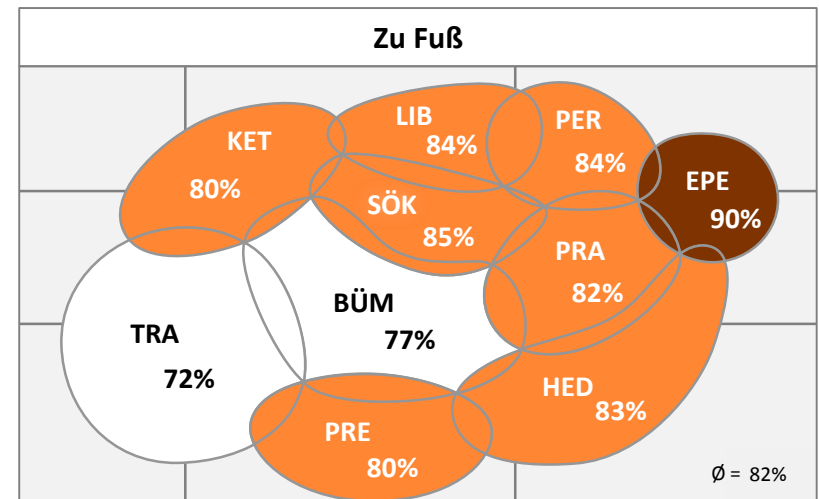 Zu Fuß
LIB
84%
PER
84%
KET
80%
EPE
90%
SÖK
85%
PRA
82%
BÜM
77%
TRA
72%
HED
83%
PRE
80%
Ø = 82%